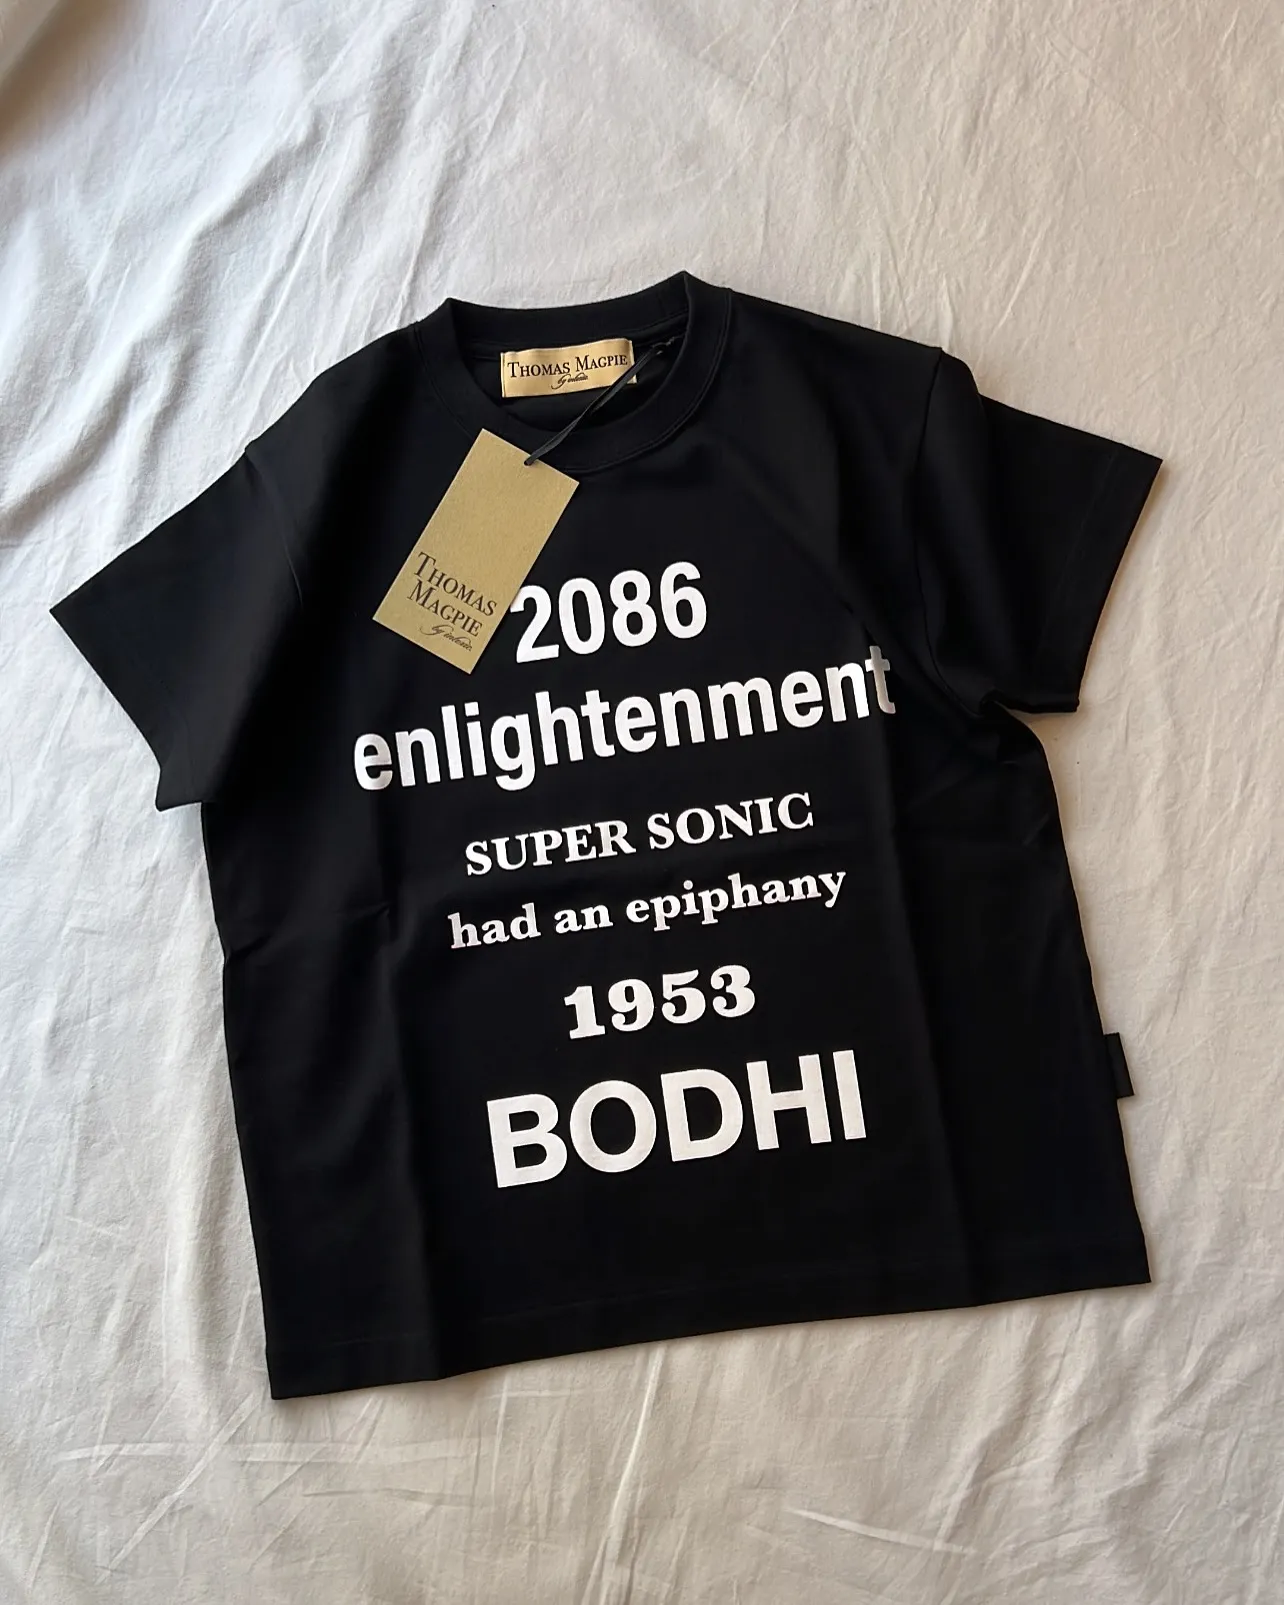 THOMAS MAGPIE
THOMAS
MAGPIE
2086
enlightenment
SUPER SONIC
had an epiphany
1953
BODHI